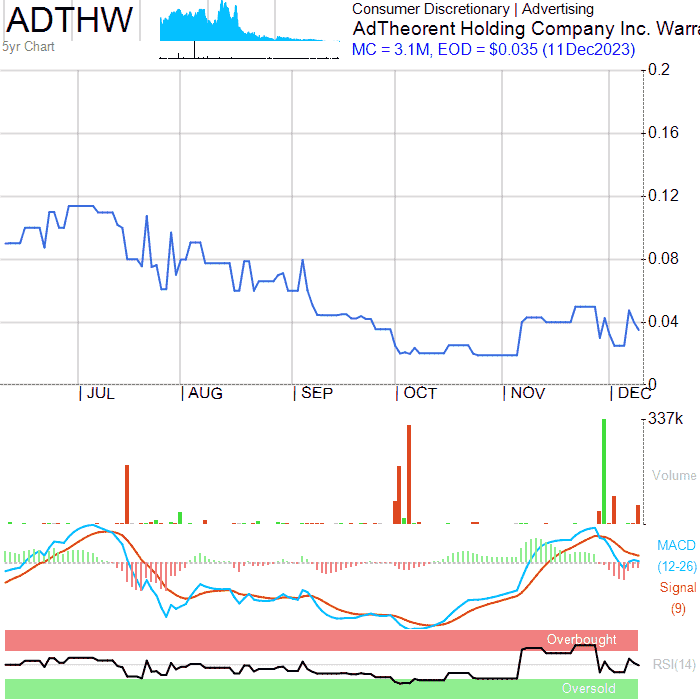 ADTHW
5yr Chart
Consumer Discretionary | Advertising
AdTheorent Holding Company Inc. Warra
MC = 3.1M, EOD = $0.035 (11Dec2023)
0.2
0.16
0.12
0.08
0.04
0
| JUL | AUG | SEP | OCT | NOV | DEC
337k
Volume
MACD
(12-26)
Signal
(9)
Overbought
RSI(14)
Oversold